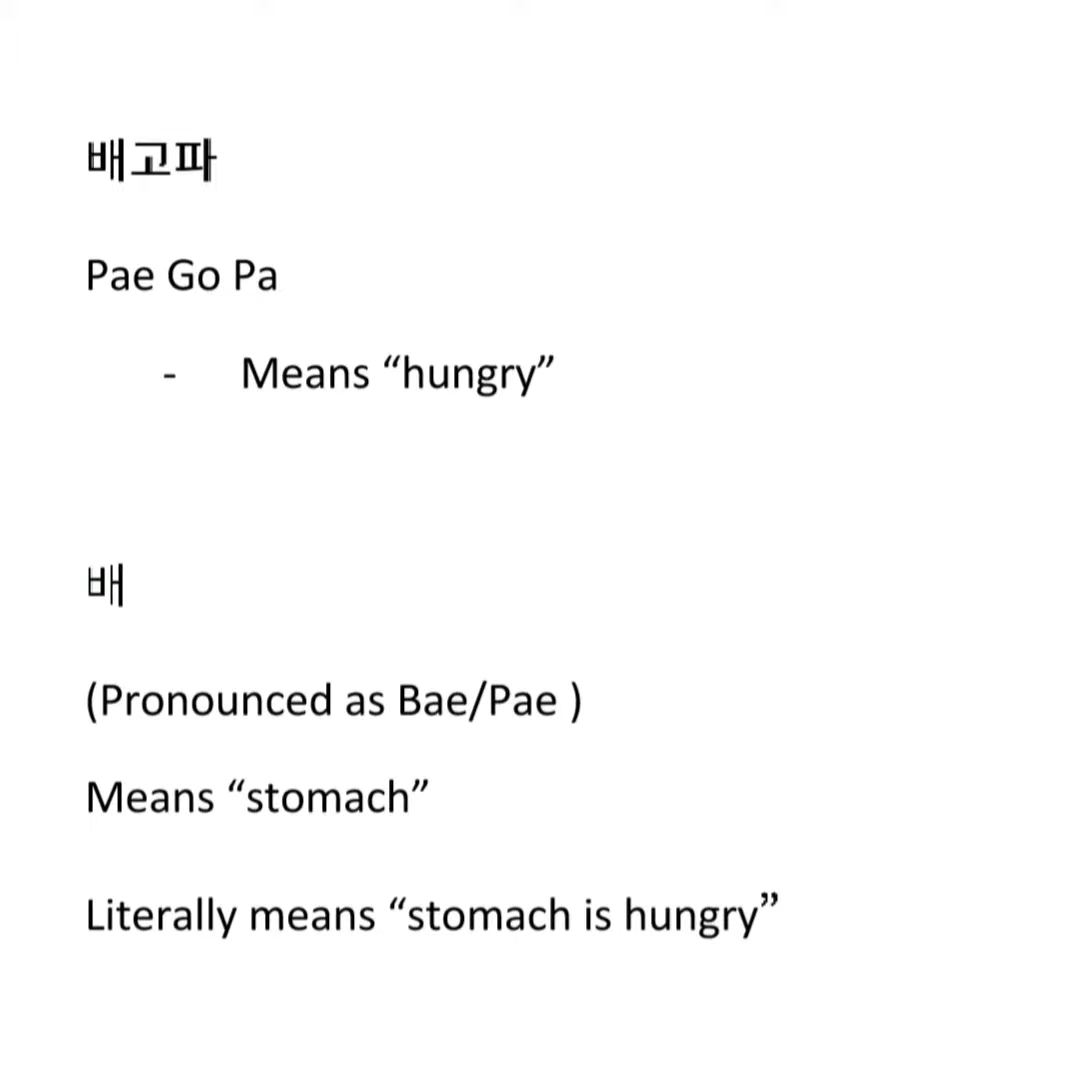 배고파
Pae Go Pa
- Means “hungry”
배
(Pronounced as Bae/Pae )
Means “stomach”
Literally means “stomach is hungry”